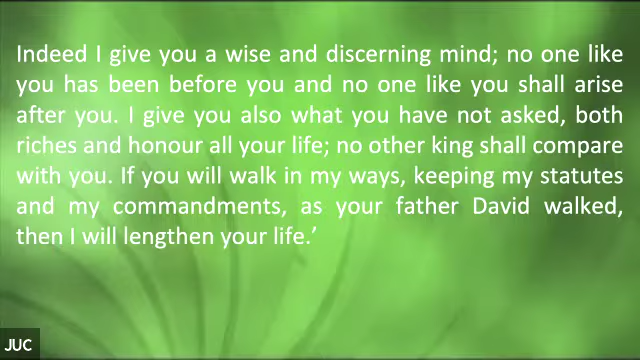 Indeed I give you a wise and discerning mind; no one like
you has been before you and no one like you shall arise
after you. I give you also what you have not asked, both
riches and honour all your life; no other king shall compare
with you. If you will walk in my ways, keeping my statutes
and my commandments, as your father David walked,
then I will lengthen your life.’
JUC